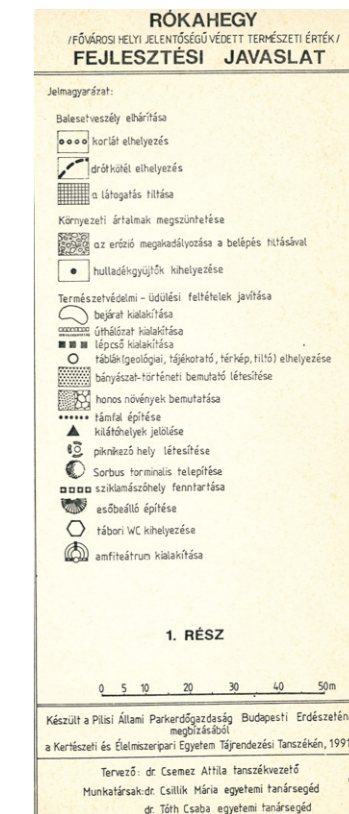 RÓKAHEGY
/FŐVÁROSI HELYI JELENTŐSÉGŰ VÉDETT TERMÉSZETI ÉRTÉK/
FEJLESZTÉSI JAVASLAT
Jelmagyarázat:
Balesetveszély elhárítása
korlát elhelyezés
drótkötél elhelyezés
a látogatás tiltása
Környezeti ártalmak megszüntetése
az erózió megakadályozása a belépés tiltásával
hulladékgyűjtők kihelyezése
Természetvédelmi - üdülési feltételek javítása
bejárat kialakítása
úthálózat kialakítása
lépcső kialakítása
táblák(geológiai, tájékotató, térkép, tiltó) elhelyezése
bányászat-történeti bemutató létesítése
honos növények bemutatása
támfal építése
kilátóhelyek jelölése
piknikező hely létesítése
Sorbus torminalis telepítése
sziklamászóhely fenntartása
esőbeálló építése
tábori WC kihelyezése
amfiteátrum kialakítása
1. RÉSZ
0 5 10 20 30 40 50m
Készült a Pilisi Állami Parkerdőgazdaság Budapesti Erdészetén
megbízásából
a Kertészeti és Élelmiszeripari Egyetem Tájrendezési Tanszékén, 1991
Tervező: dr. Csemez Attila tanszékvezető
Munkatársak: dr. Csillik Mária egyetemi tanársegéd
dr. Tóth Csaba egyetemi tanársegéd